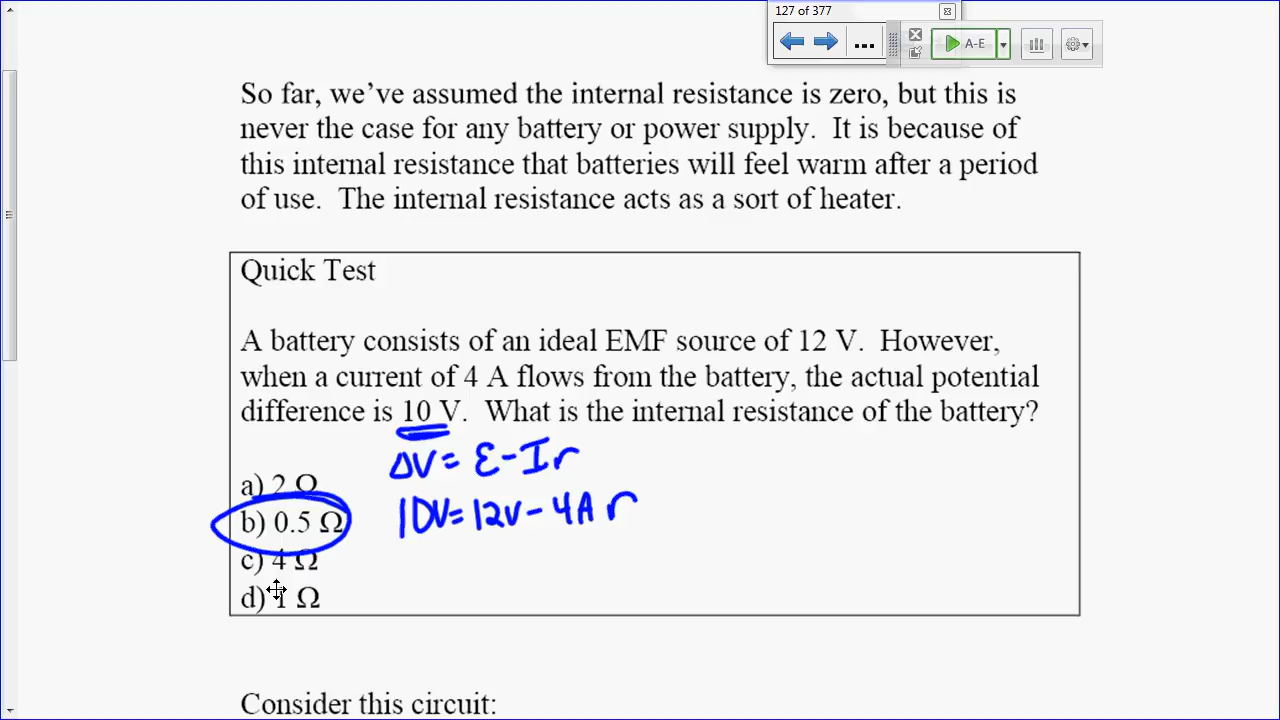 127 of 377
A-E
So far, we've assumed the internal resistance is zero, but this is
never the case for any battery or power supply. It is because of
this internal resistance that batteries will feel warm after a period
of use. The internal resistance acts as a sort of heater.
Quick Test
A battery consists of an ideal EMF source of 12 V. However,
when a current of 4 A flows from the battery, the actual potential
difference is 10 V. What is the internal resistance of the battery?
ΔV= Ɛ-Ir
10V= 12V- 4A r
a) 2 Ω
b) 0.5 Ω
c) 4 Ω
d) 1 Ω
Consider this circuit: